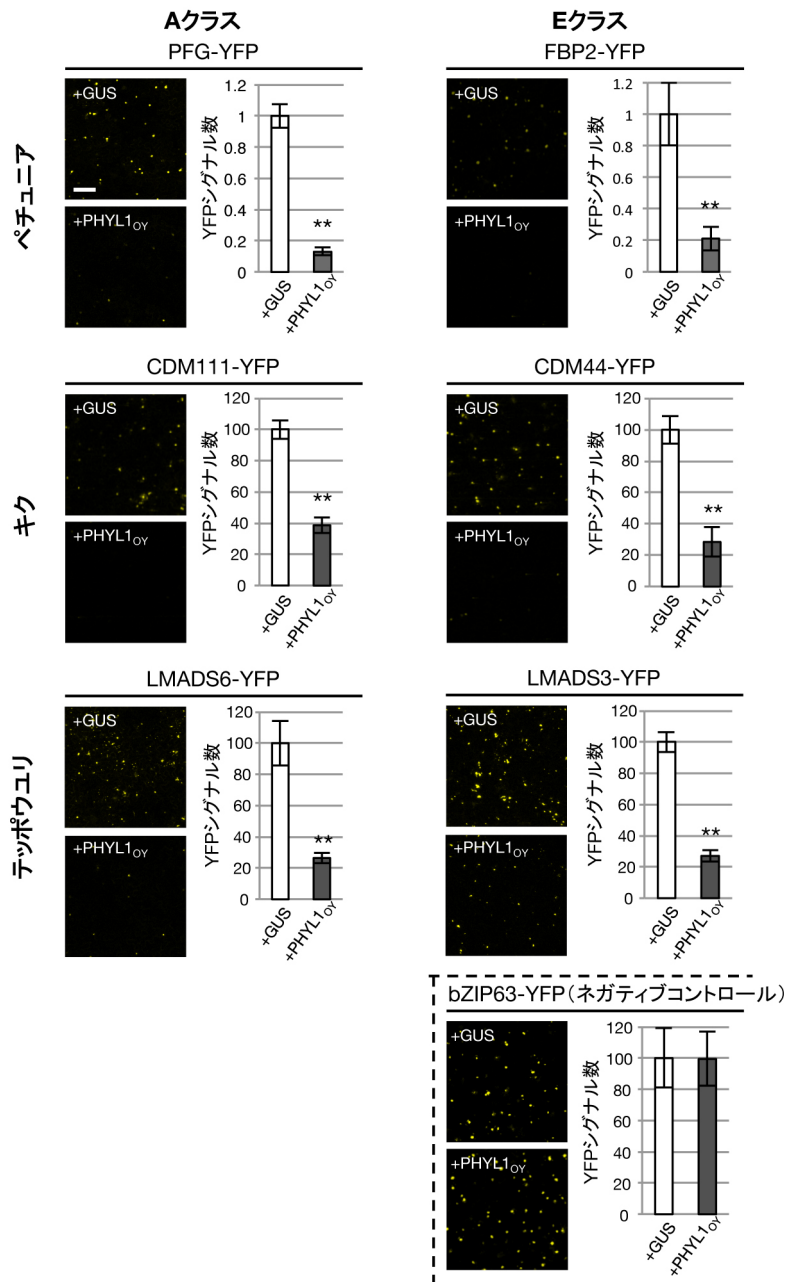 Aクラス
PFG-YFP
Eクラス
FBP2-YFP
ペチュニア
+GUS
+PHYL1OY
YFPシグナル数
1.2
1
0.8
0.6
0.4
0.2
0
**
+GUS
+PHYL1OY
+GUS
+PHYL1OY
YFPシグナル数
1.2
1
0.8
0.6
0.4
0.2
0
**
+GUS
+PHYL1OY
キク
CDM111-YFP
+GUS
+PHYL1OY
YFPシグナル数
120
100
80
60
40
20
0
**
+GUS
+PHYL1OY
CDM44-YFP
+GUS
+PHYL1OY
YFPシグナル数
120
100
80
60
40
20
0
**
+GUS
+PHYL1OY
テッポウユリ
LMADS6-YFP
+GUS
+PHYL1OY
YFPシグナル数
120
100
80
60
40
20
0
**
+GUS
+PHYL1OY
LMADS3-YFP
+GUS
+PHYL1OY
YFPシグナル数
120
100
80
60
40
20
0
**
+GUS
+PHYL1OY
bZIP63-YFP（ネガティブコントロール）
+GUS
+PHYL1OY
YFPシグナル数
120
100
80
60
40
20
0
+GUS
+PHYL1OY